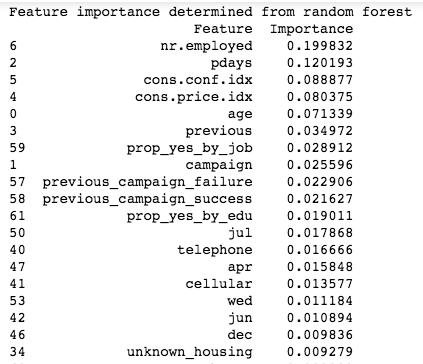 Feature importance determined from random forest
Feature Importance
6 nr.employed 0.199832
2 pdays 0.120193
5 cons.conf.idx 0.088877
4 cons.price.idx 0.080375
0 age 0.071339
3 previous 0.034972
59 prop_yes_by_job 0.028912
1 campaign 0.025596
57 previous_campaign_failure 0.022906
58 previous_campaign_success 0.021627
61 prop_yes_by_edu 0.019011
50 jul 0.017868
40 telephone 0.016666
47 apr 0.015848
41 cellular 0.013577
53 wed 0.011184
42 jun 0.010894
46 dec 0.009836
34 unknown_housing 0.009279